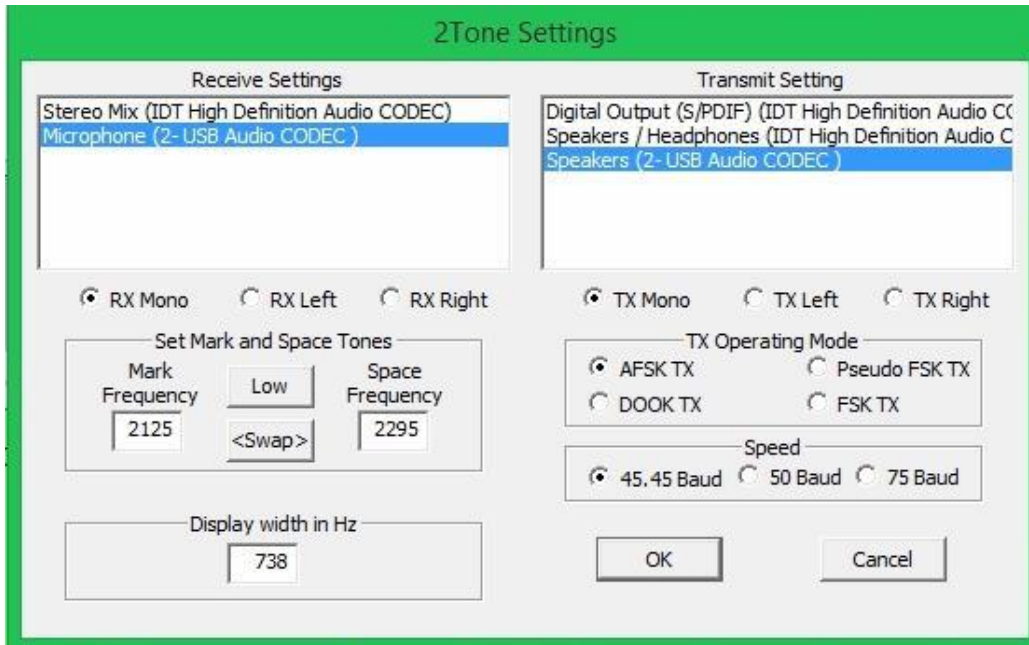 2Tone Settings
Receive Settings
Stereo Mix (IDT High Definition Audio CODEC)
Microphone (2- USB Audio CODEC )
RX Mono
RX Left
RX Right
Set Mark and Space Tones
Mark
Frequency
2125
Low
<Swap>
Space
Frequency
2295
Display width in Hz
738
Transmit Setting
Digital Output (S/PDIF) (IDT High Definition Audio CO
Speakers / Headphones (IDT High Definition Audio C
Speakers (2- USB Audio CODEC )
TX Mono
TX Left
TX Right
TX Operating Mode
AFSK TX
Pseudo FSK TX
DOOK TX
FSK TX
Speed
45.45 Baud
50 Baud
75 Baud
OK
Cancel